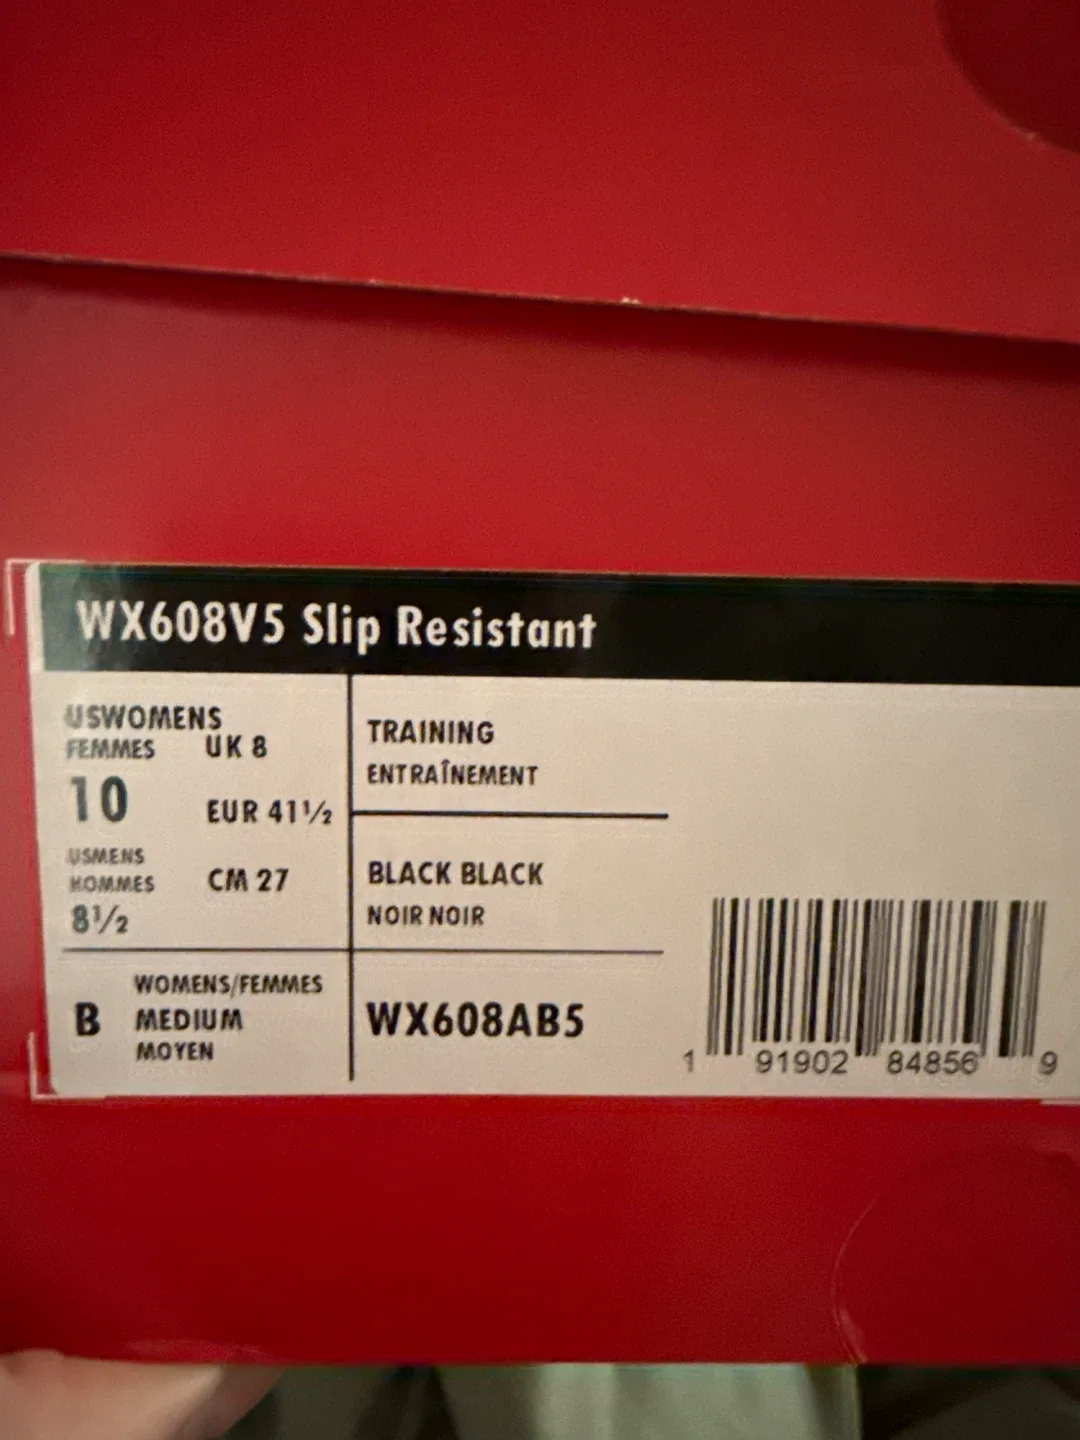 WX608V5 Slip Resistant
USWOMENS
FEMMES
UK 8
10
EUR 41½
USMENS
HOMMES
CM 27
8½
TRAINING
ENTRAÎNEMENT
BLACK BLACK
NOIR NOIR
B
WOMENS/FEMMES
MEDIUM
MOYEN
WX608AB5
1 91902 84856 9